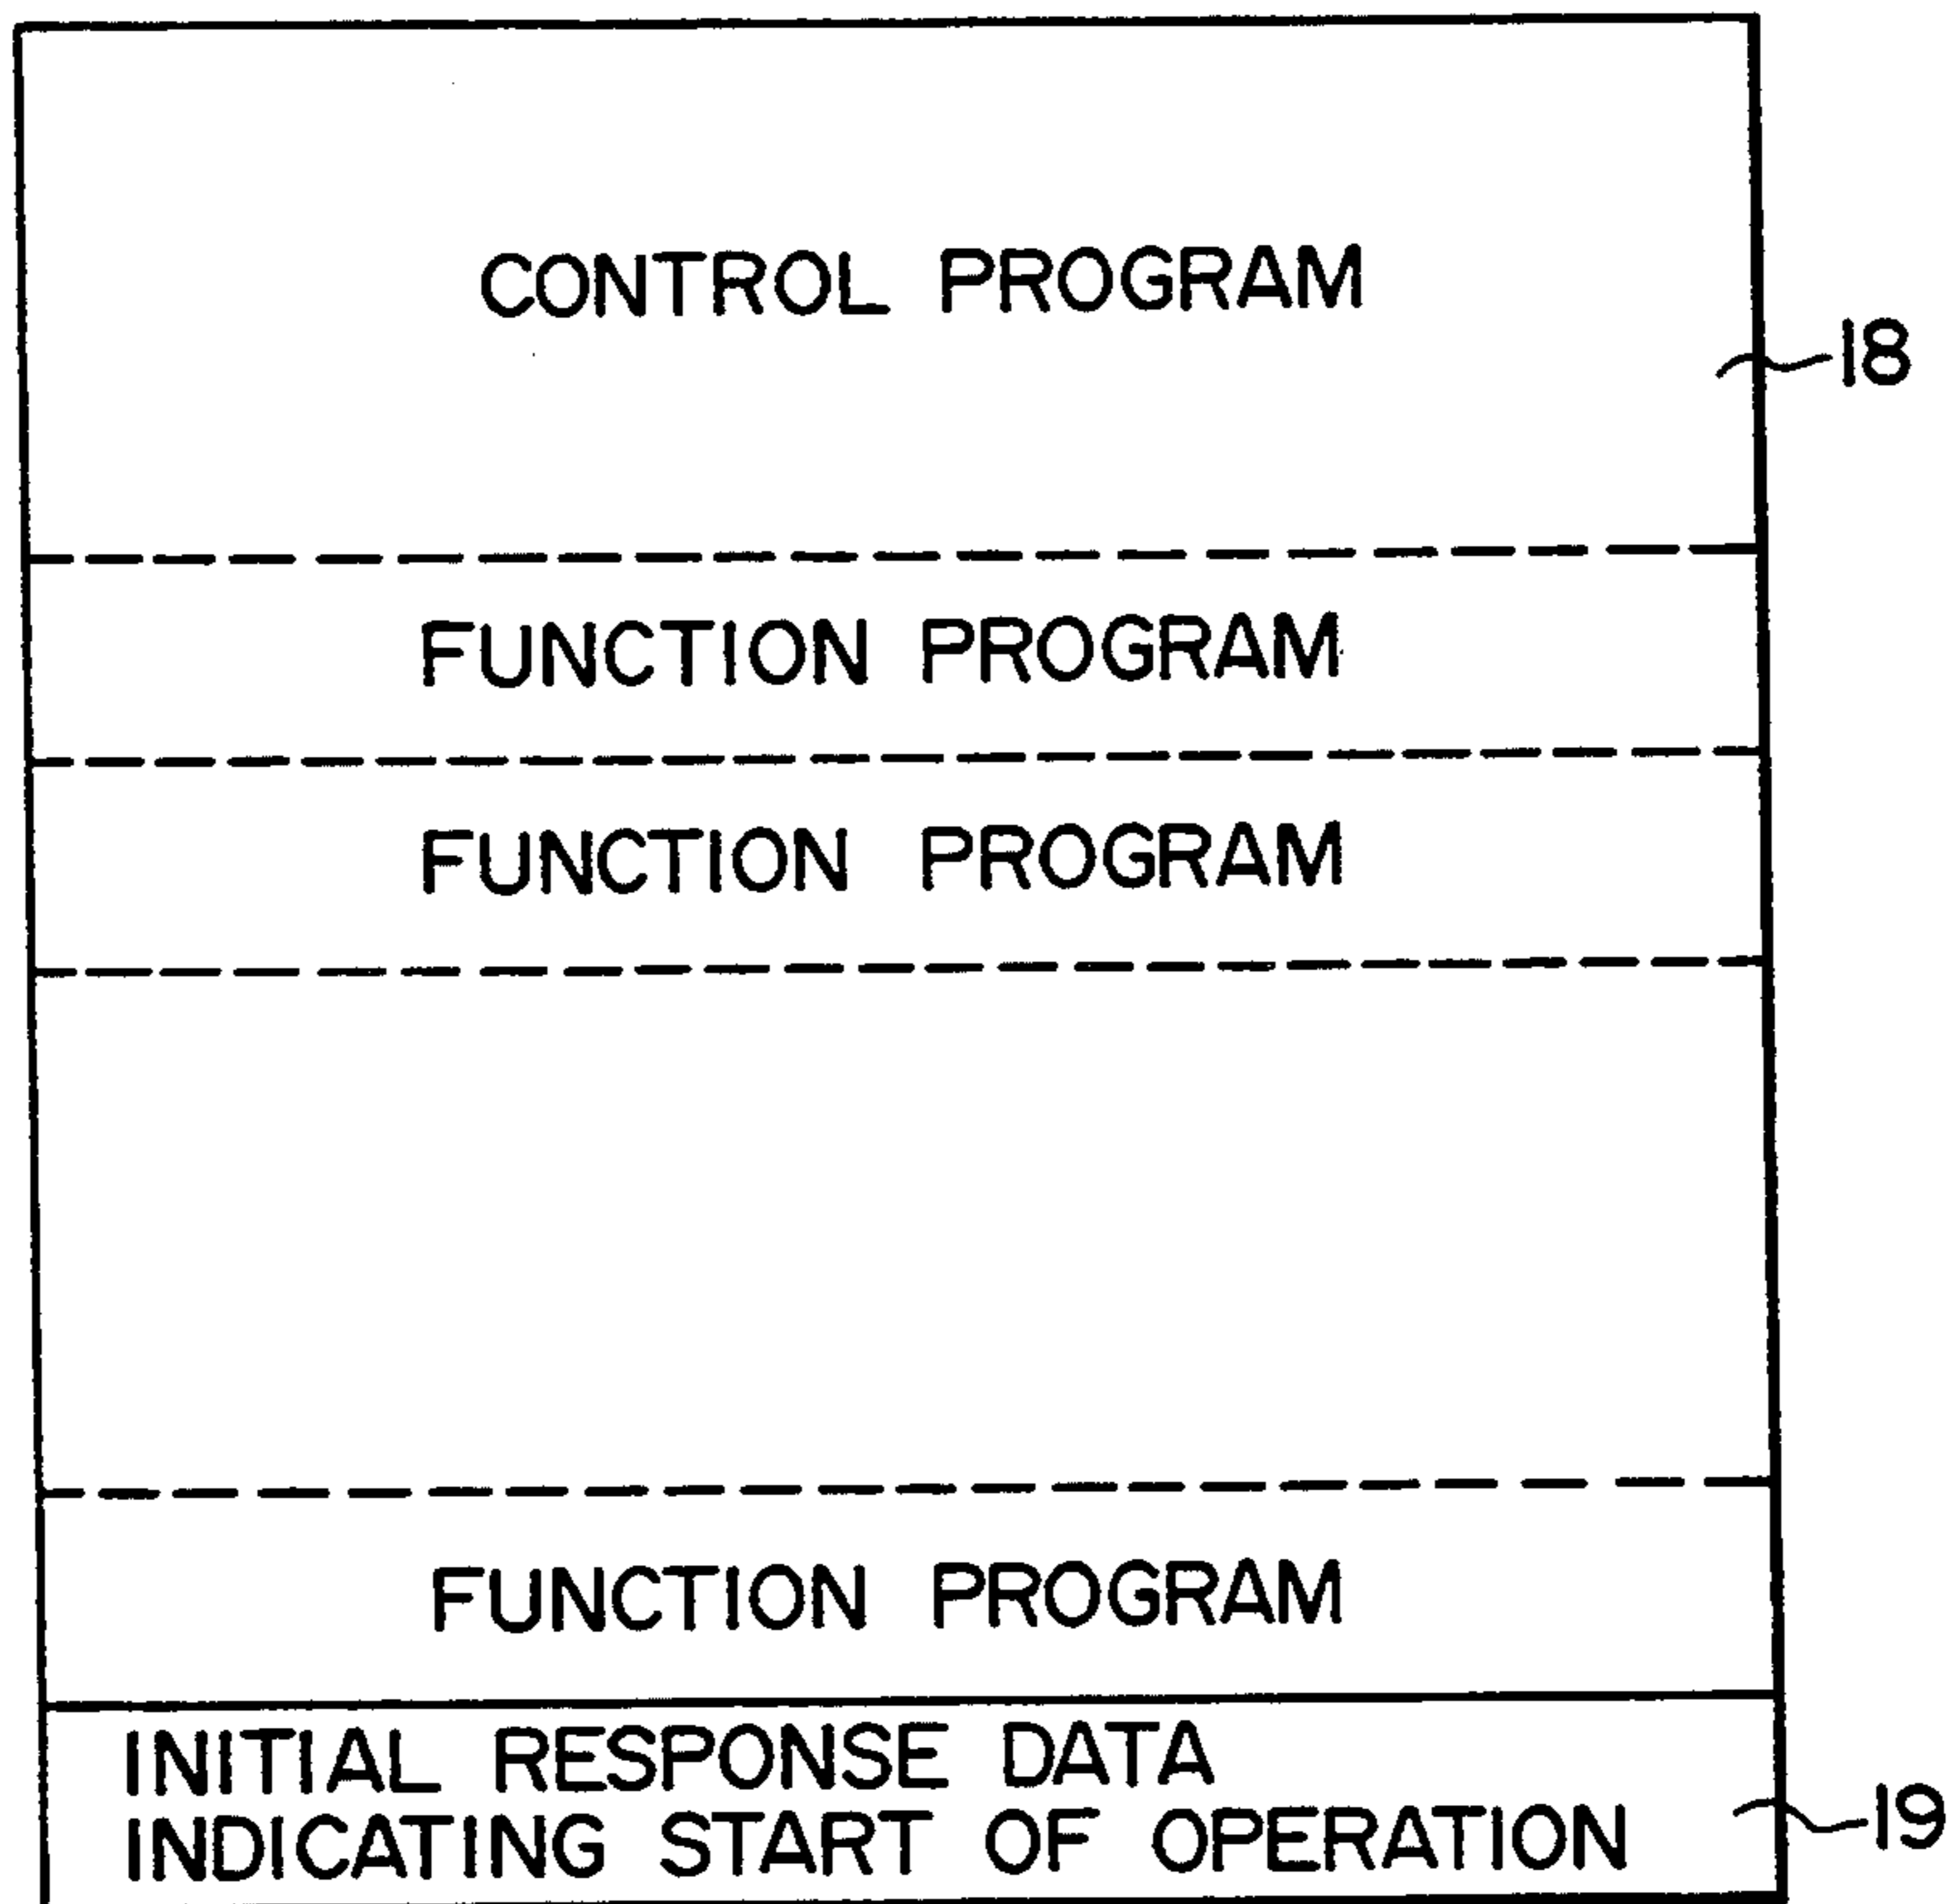 CONTROL PROGRAM
18
FUNCTION PROGRAM
FUNCTION PROGRAM
FUNCTION PROGRAM
INITIAL RESPONSE DATA
INDICATING START OF OPERATION
19